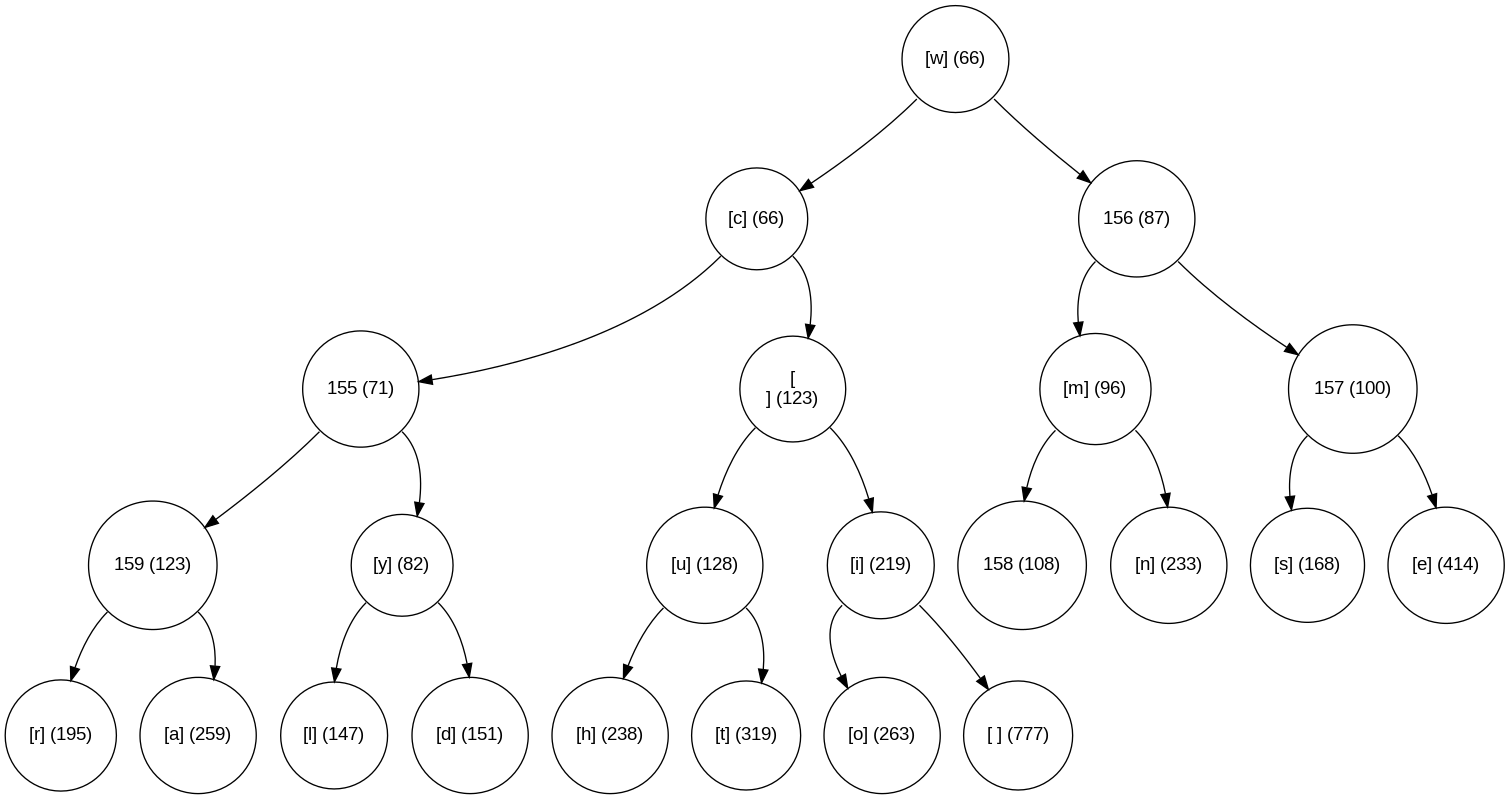 [w] (66)
[c] (66)
156 (87)
155 (71)
[
] (123)
[m] (96)
157 (100)
159 (123)
[y] (82)
[u] (128)
[i] (219)
158 (108)
[n] (233)
[s] (168)
[e] (414)
[r] (195)
[a] (259)
[l] (147)
[d] (151)
[h] (238)
[t] (319)
[o] (263)
[ ] (777)